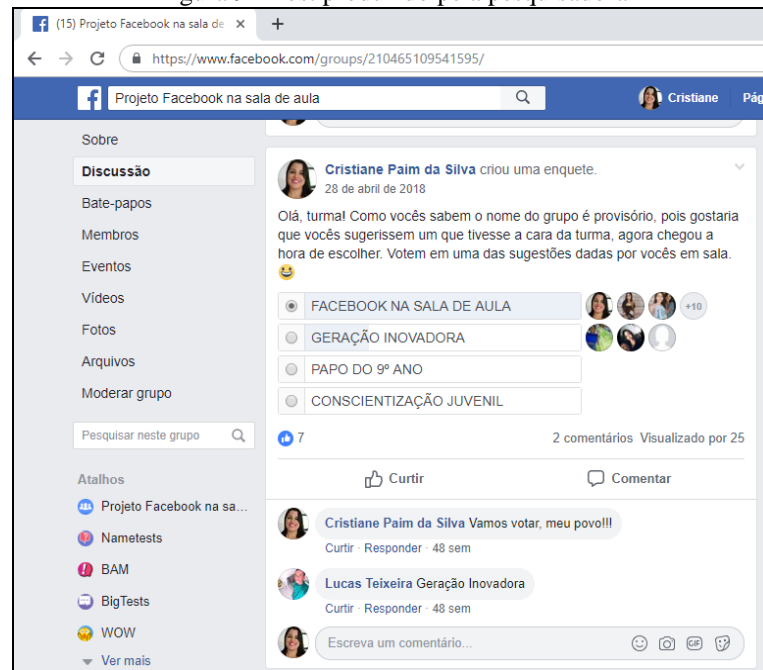 (15) Projeto Facebook na sala de
https://www.facebook.com/groups/210465109541595/
Projeto Facebook na sala de aula
Cristiane
Pág
Sobre
Discussão
Bate-papos
Membros
Eventos
Vídeos
Fotos
Arquivos
Moderar grupo
Pesquisar neste grupo
Atalhos
Projeto Facebook na sa...
Nametests
BAM
BigTests
WOW
Ver mais
Cristiane Paim da Silva criou uma enquete.
28 de abril de 2018
Olá, turma! Como vocês sabem o nome do grupo é provisório, pois gostaria
que vocês sugerissem um que tivesse a cara da turma, agora chegou a
hora de escolher. Votem em uma das sugestões dadas por vocês em sala.
FACEBOOK NA SALA DE AULA
+10
GERAÇÃO INOVADORA
PAPO DO 9º ANO
CONSCIENTIZAÇÃO JUVENIL
7
2 comentários Visualizado por 25
Curtir
Comentar
Cristiane Paim da Silva Vamos votar, meu povo!!!
Curtir · Responder · 48 sem
Lucas Teixeira Geração Inovadora
Curtir · Responder · 48 sem
Escreva um comentário...
GIF